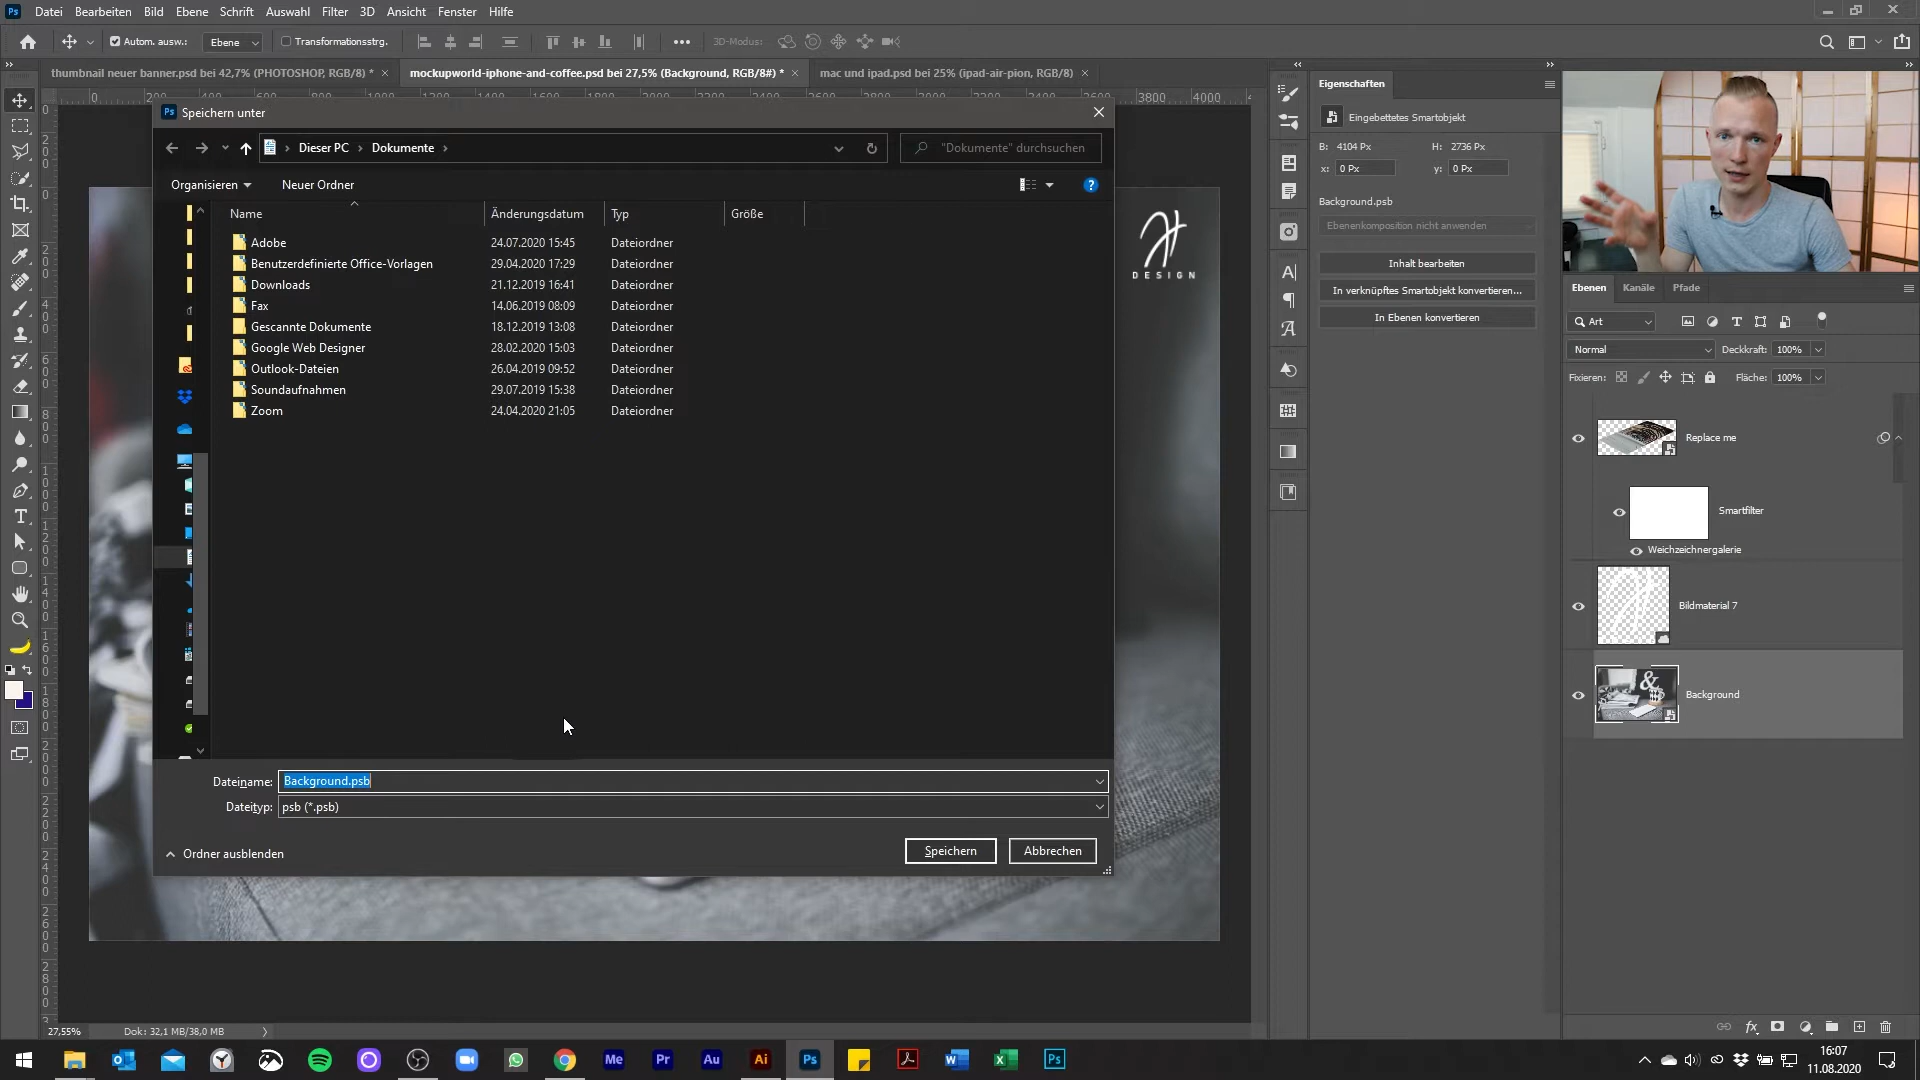 Ps Datei Bearbeiten Bild Ebene Schrift Auswahl Filter 3D Ansicht Fenster Hilfe
Autom. ausw.: Ebene Transformationsstrg. 3D-Modus:
thumbnail neuer banner.psd bei 42,7% (PHOTOSHOP, RGB/8) * mockupworld-iphone-and-coffee.psd bei 27,5% (Background, RGB/8#) * mac und ipad.psd bei 25% (ipad-air-pion, RGB/8)
Ps Speichern unter
Dieser PC Dokumente "Dokumente" durchsuchen
Organisieren Neuer Ordner
Name Änderungsdatum Typ Größe
Adobe 24.07.2020 15:45 Dateiordner
Benutzerdefinierte Office-Vorlagen 29.04.2020 17:29 Dateiordner
Downloads 21.12.2019 16:41 Dateiordner
Fax 14.06.2019 08:09 Dateiordner
Gescannte Dokumente 18.12.2019 13:08 Dateiordner
Google Web Designer 28.02.2020 15:03 Dateiordner
Outlook-Dateien 26.04.2019 09:52 Dateiordner
Soundaufnahmen 29.07.2019 15:38 Dateiordner
Zoom 24.04.2020 21:05 Dateiordner
Dateiname: Background.psb
Dateityp: psb (*.psb)
Ordner ausblenden Speichern Abbrechen
DESIGN
3800 4000
Eigenschaften
Eingebettetes Smartobjekt
B: 4104 Px H: 2736 Px
x: 0 Px y: 0 Px
Background.psb
Ebenenkomposition nicht anwenden
Inhalt bearbeiten
In verknüpftes Smartobjekt konvertieren...
In Ebenen konvertieren
Ebenen Kanäle Pfade
Art
Normal Deckkraft: 100%
Fixieren: Fläche: 100%
Replace me
Smartfilter
Weichzeichnergalerie
Bildmaterial 7
Background
27,55% Dok: 32,1 MB/38,0 MB
Me Pr Au Ai Ps Ps
16:07
11.08.2020